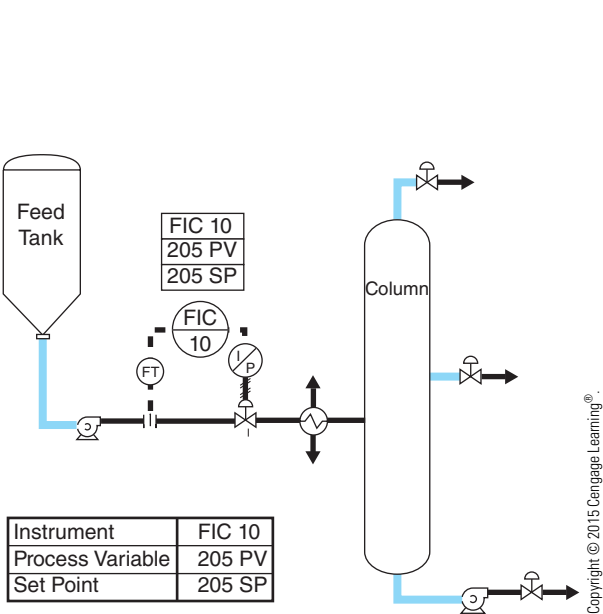 Feed
Tank
FIC 10
205 PV
205 SP
FIC
10
FT
I/P
Column
Instrument FIC 10
Process Variable 205 PV
Set Point 205 SP
Copyright © 2015 Cengage Learning®.